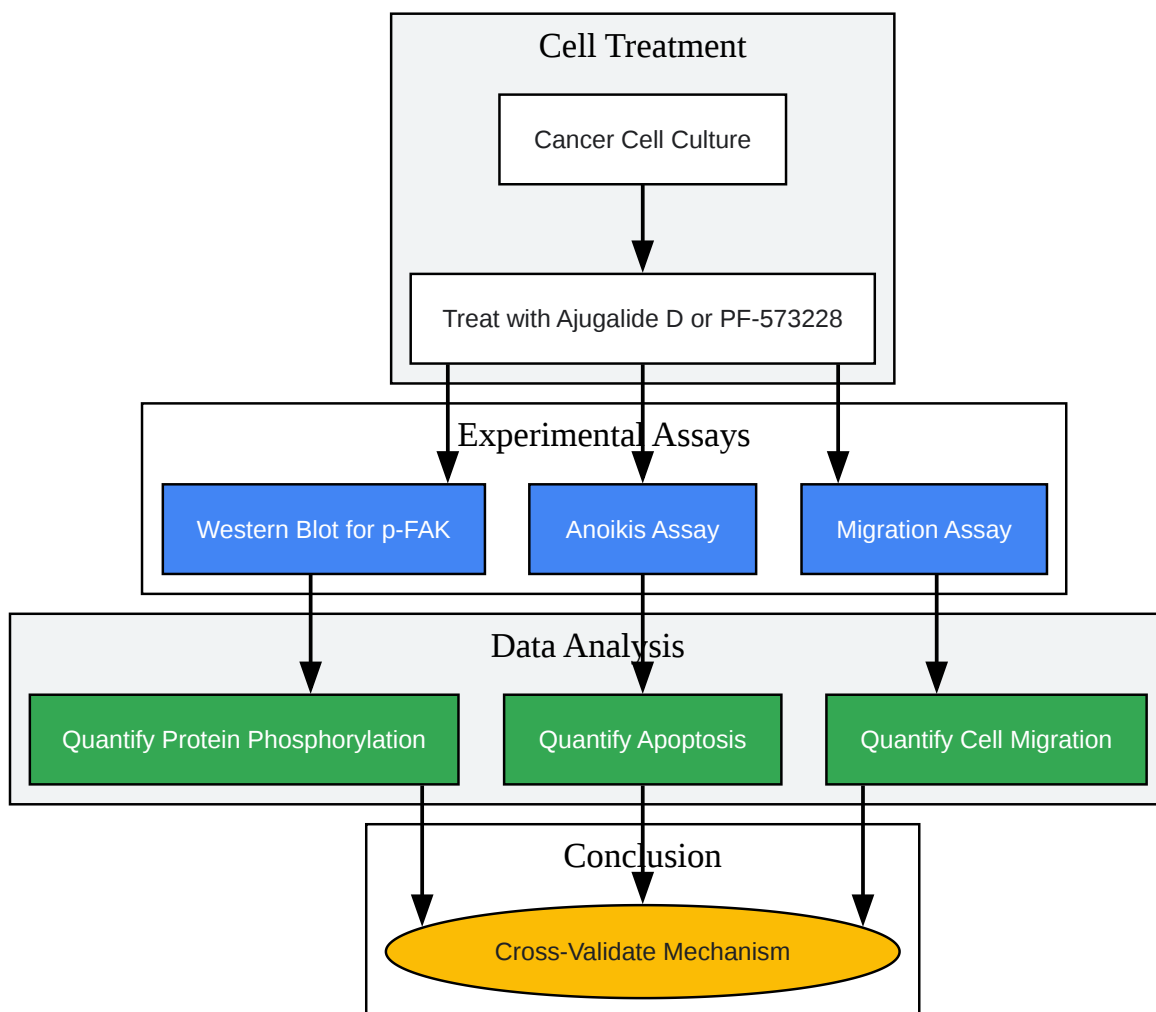 Cell Treatment
Cancer Cell Culture
Treat with Ajugalide D or PF-573228
Experimental Assays
Western Blot for p-FAK
Anoikis Assay
Migration Assay
Data Analysis
Quantify Protein Phosphorylation
Quantify Apoptosis
Quantify Cell Migration
Conclusion
Cross-Validate Mechanism